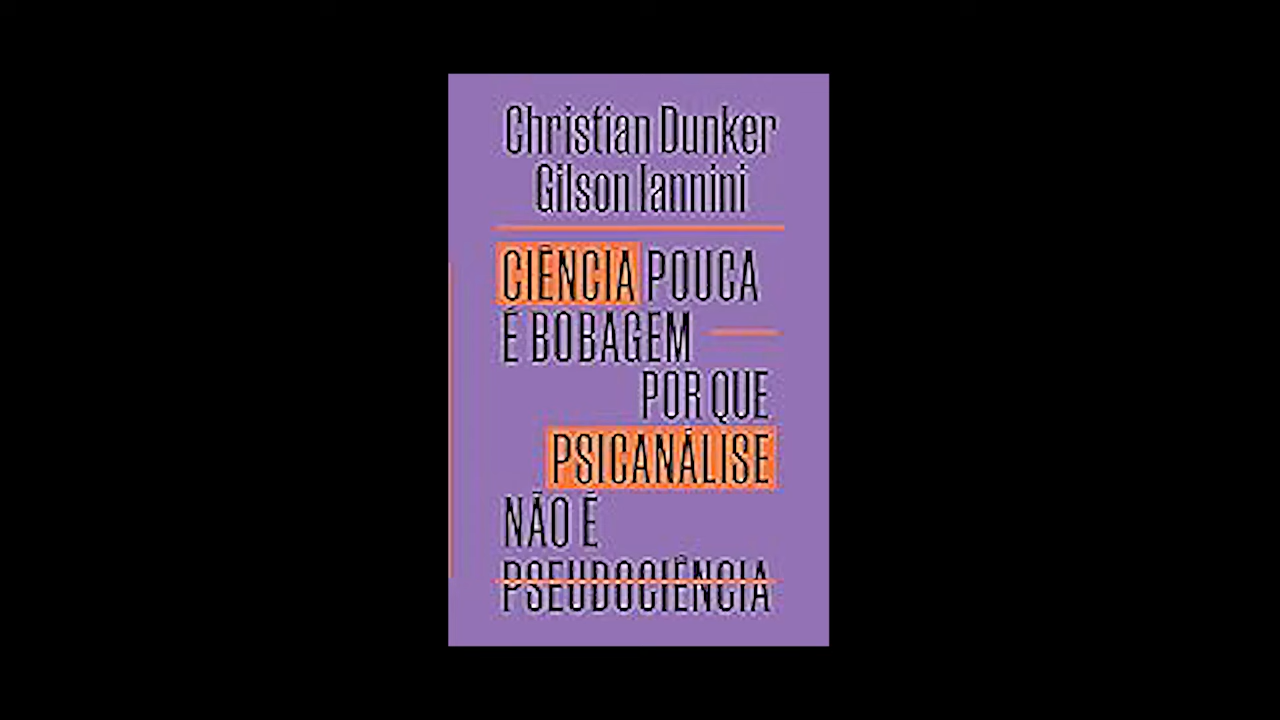 Christian Dunker
Gilson Iannini
CIÊNCIA POUCA
É BOBAGEM
POR QUE
PSICANÁLISE
NÃO É
PSEUDOCIÊNCIA